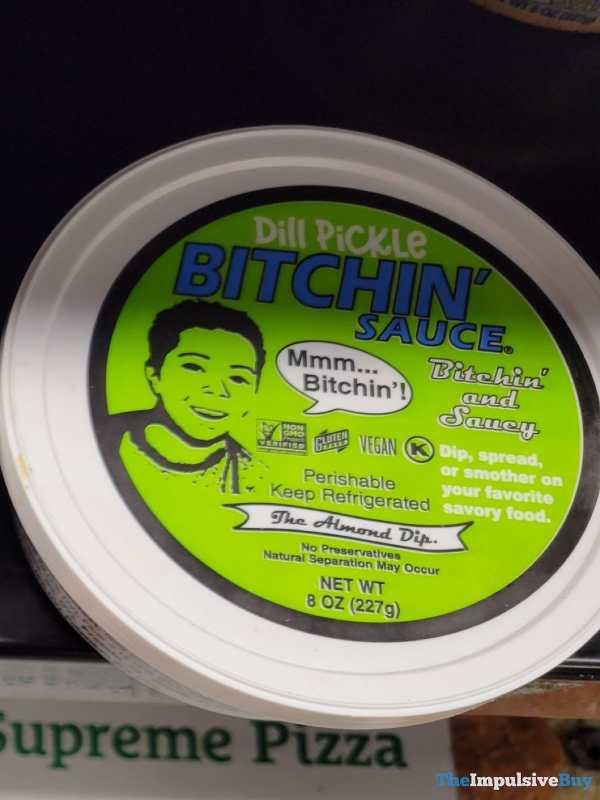 Dill Pickle
BITCHIN'
SAUCE®
Mmm...
Bitchin'!
Bitchin'
and
Saucy
NON
GMO
Project
VERIFIED
GLUTEN
FREE
VEGAN
K
Dip, spread,
or smother on
your favorite
savory food.
Perishable
Keep Refrigerated
The Almond Dip.
No Preservatives
Natural Separation May Occur
NET WT
8 OZ (227g)
Supreme Pizza
TheImpulsiveBuy